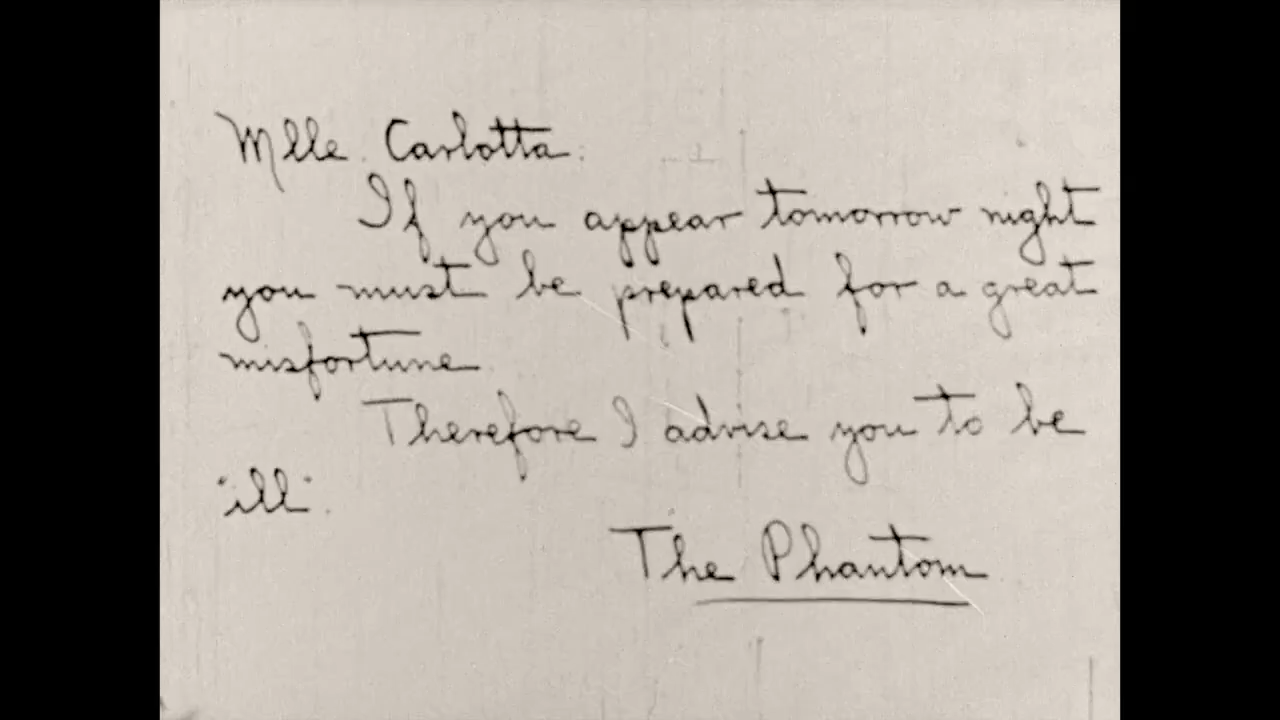 Mlle. Carlotta:
If you appear tomorrow night
you must be prepared for a great
misfortune.
Therefore I advise you to be
"ill".
The Phantom